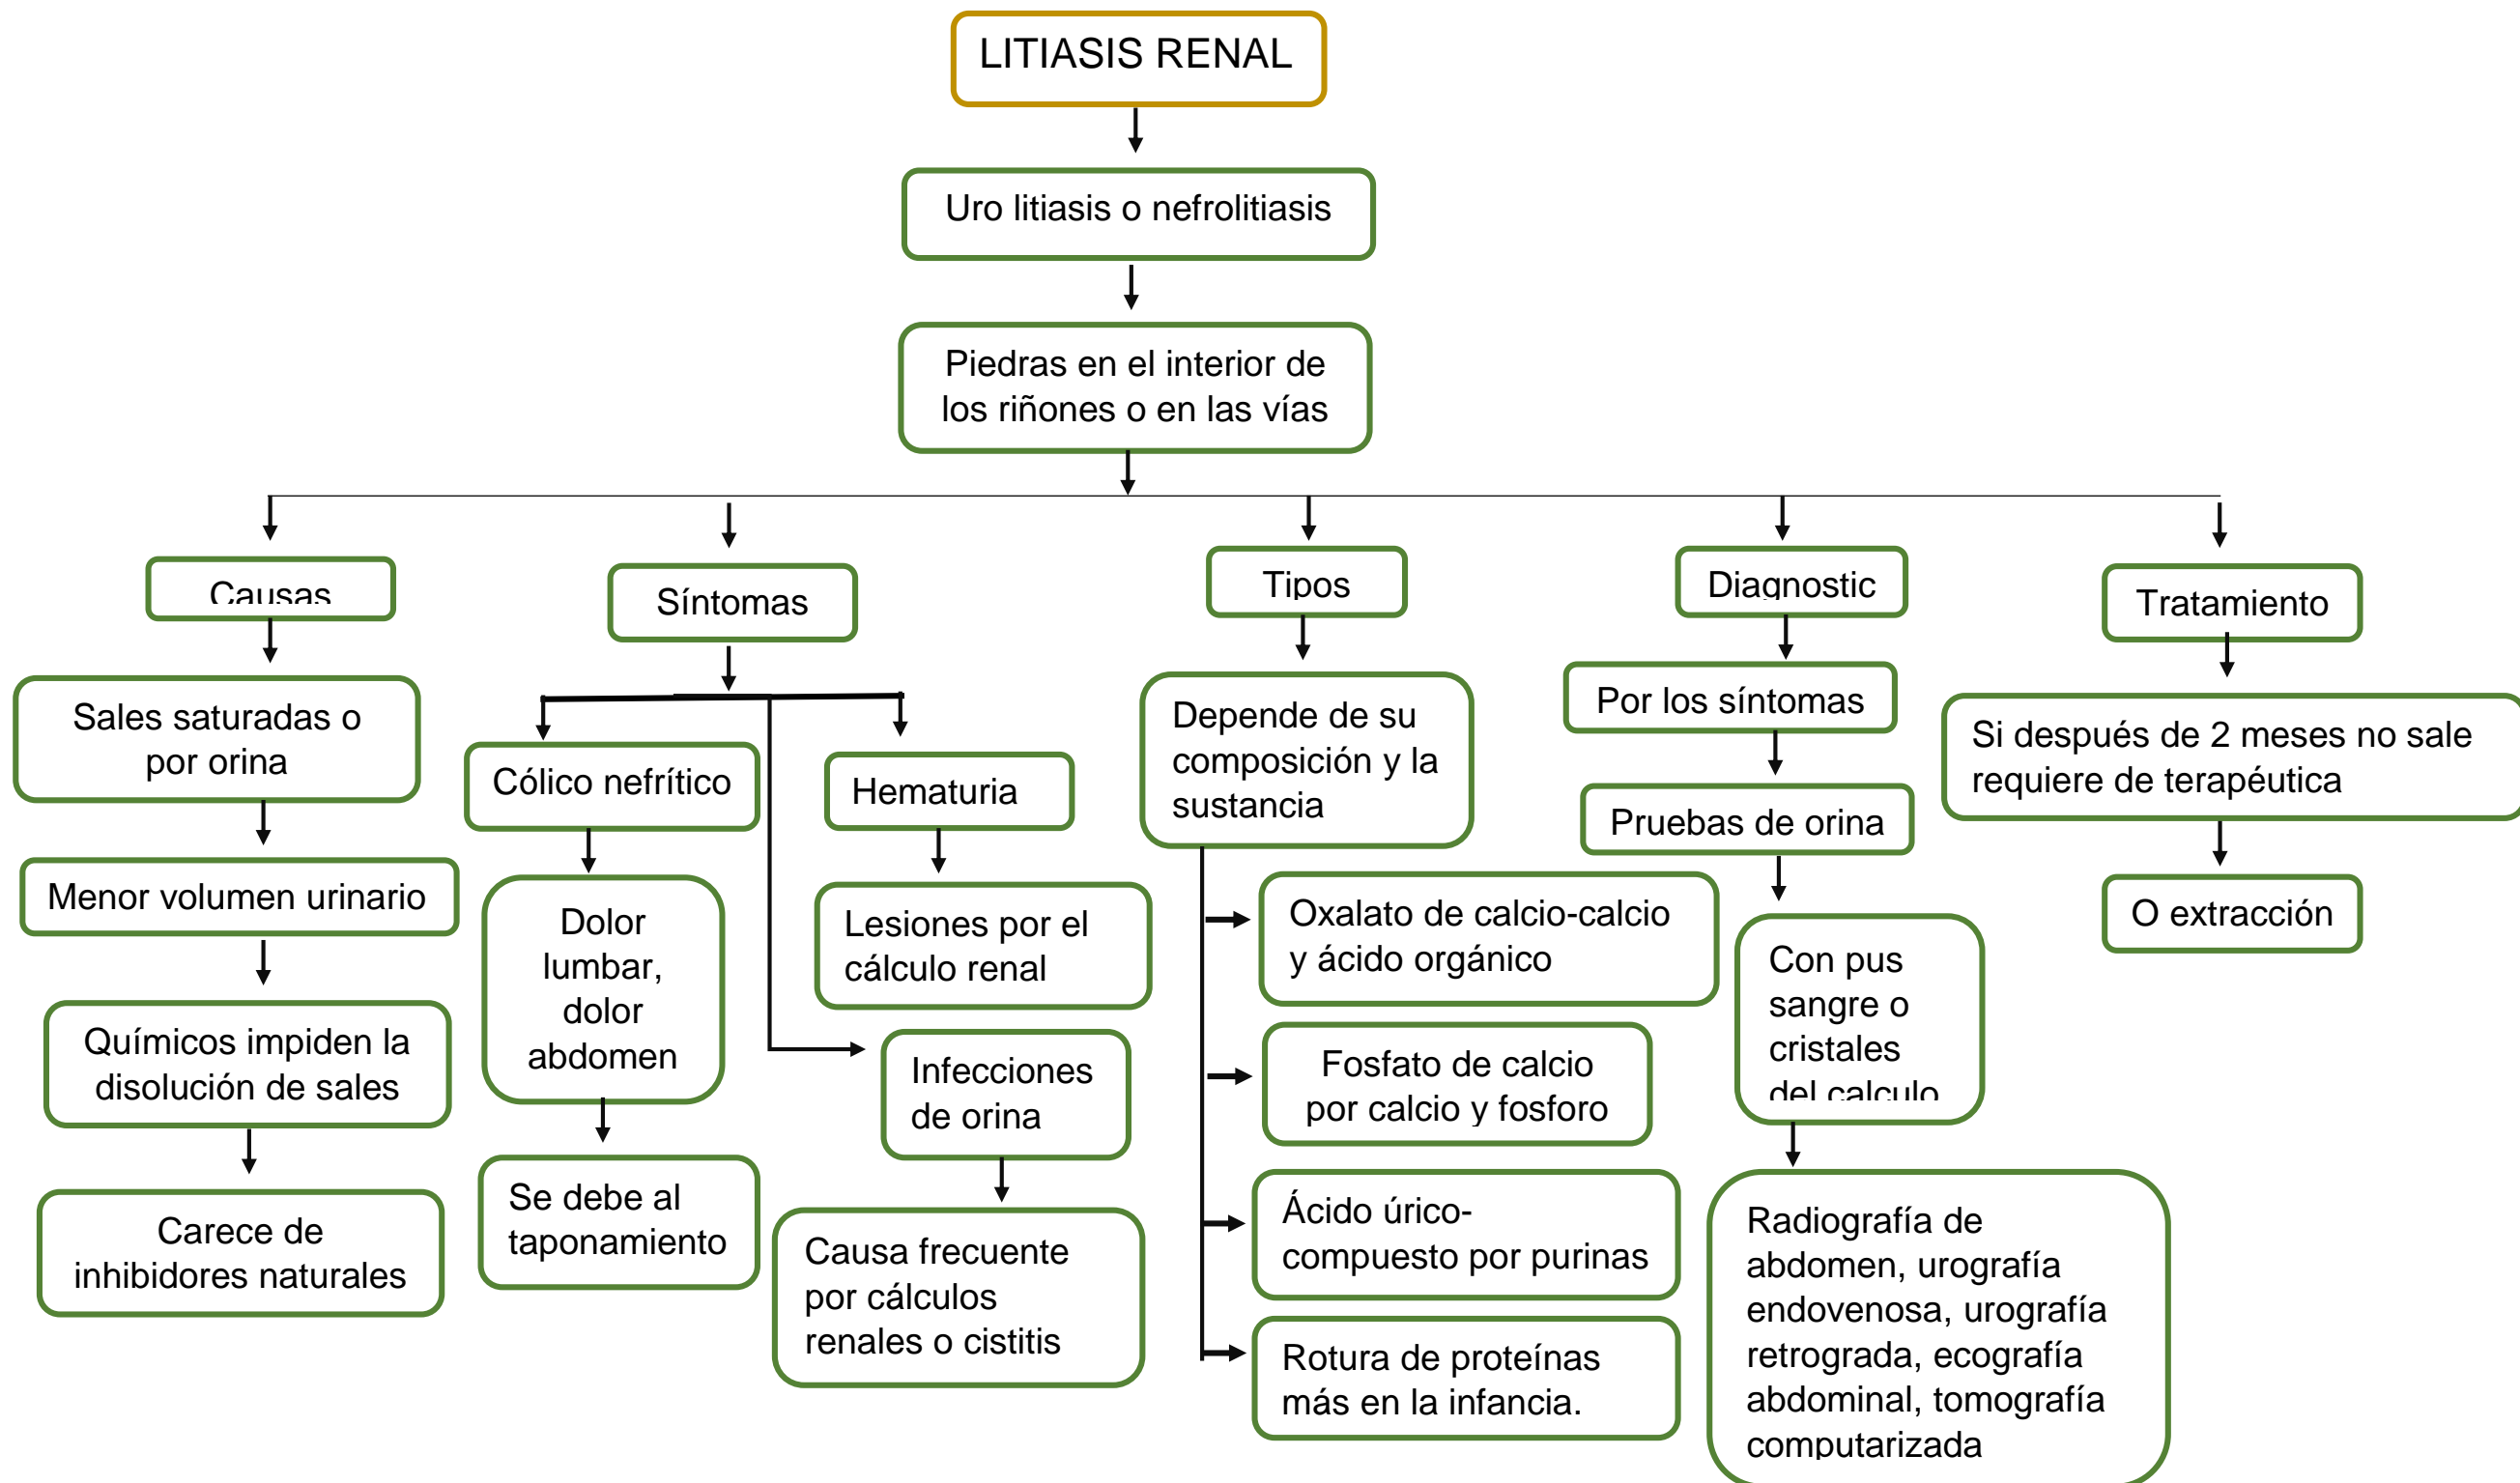 LITIASIS RENAL
Uro litiasis o nefrolitiasis
Piedras en el interior de
los riñones o en las vías
Causas
Síntomas
Tipos
Diagnostic
Tratamiento
Sales saturadas o
por orina
Menor volumen urinario
Químicos impiden la
disolución de sales
Carece de
inhibidores naturales
Cólico nefrítico
Dolor
lumbar,
dolor
abdomen
Se debe al
taponamiento
Hematuria
Lesiones por el
cálculo renal
Infecciones
de orina
Causa frecuente
por cálculos
renales o cistitis
Depende de su
composición y la
sustancia
Oxalato de calcio-calcio
y ácido orgánico
Fosfato de calcio
por calcio y fosforo
Ácido úrico-
compuesto por purinas
Rotura de proteínas
más en la infancia.
Por los síntomas
Pruebas de orina
Con pus
sangre o
cristales
del calculo
Radiografía de
abdomen, urografía
endovenosa, urografía
retrograda, ecografía
abdominal, tomografía
computarizada
Si después de 2 meses no sale
requiere de terapéutica
O extracción